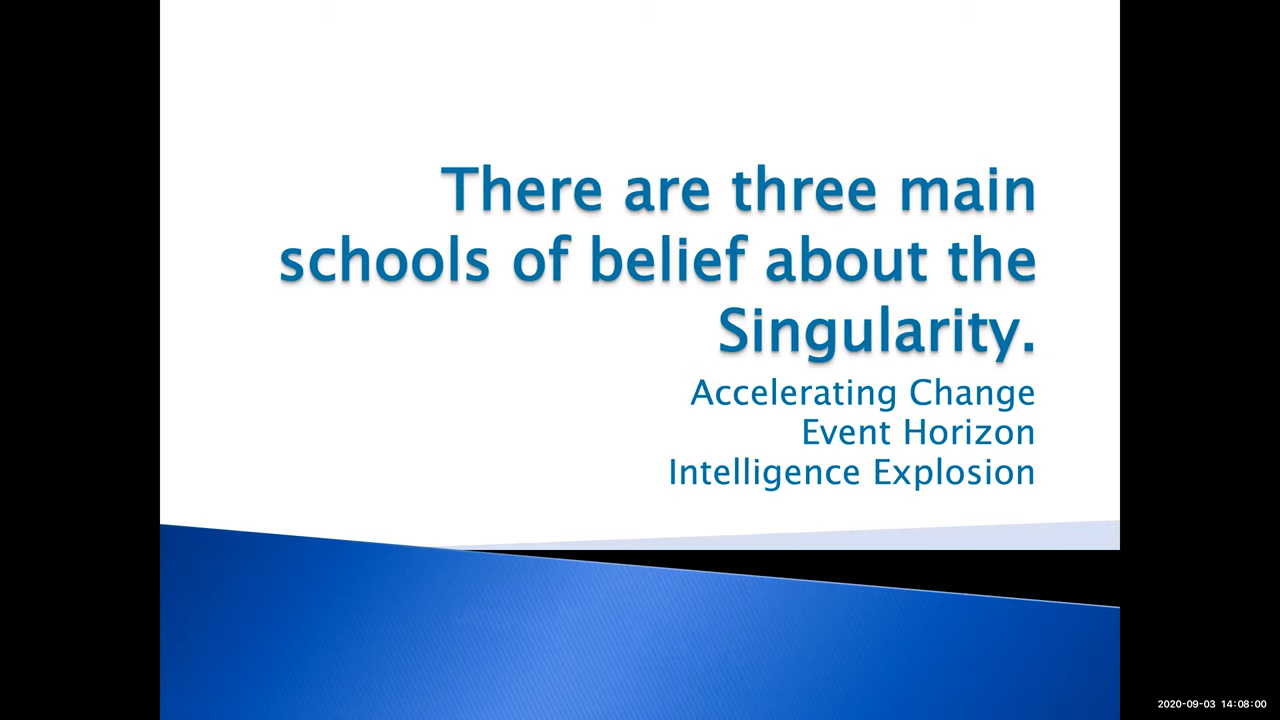 There are three main
schools of belief about the
Singularity.
Accelerating Change
Event Horizon
Intelligence Explosion
2020-09-03 14:08:00